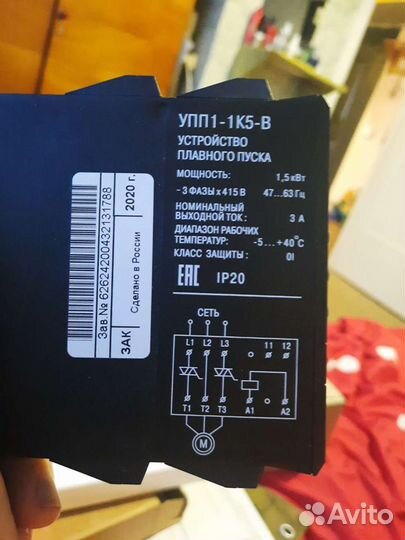 УПП1-1К5-В
УСТРОЙСТВО
ПЛАВНОГО ПУСКА
МОЩНОСТЬ: 1,5 кВт
~3 ФАЗЫ х 415 В 47...63 Гц
НОМИНАЛЬНЫЙ
ВЫХОДНОЙ ТОК: 3 А
ДИАПАЗОН РАБОЧИХ
ТЕМПЕРАТУР: -5...+40°С
КЛАСС ЗАЩИТЫ: 0I
EAC IP20
СЕТЬ
L1 L2 L3 11 12
T1 T2 T3 A1 A2
M
Зав.№ 62624200432131788
2020 г.
ЗАК
Сделано в России
Avito